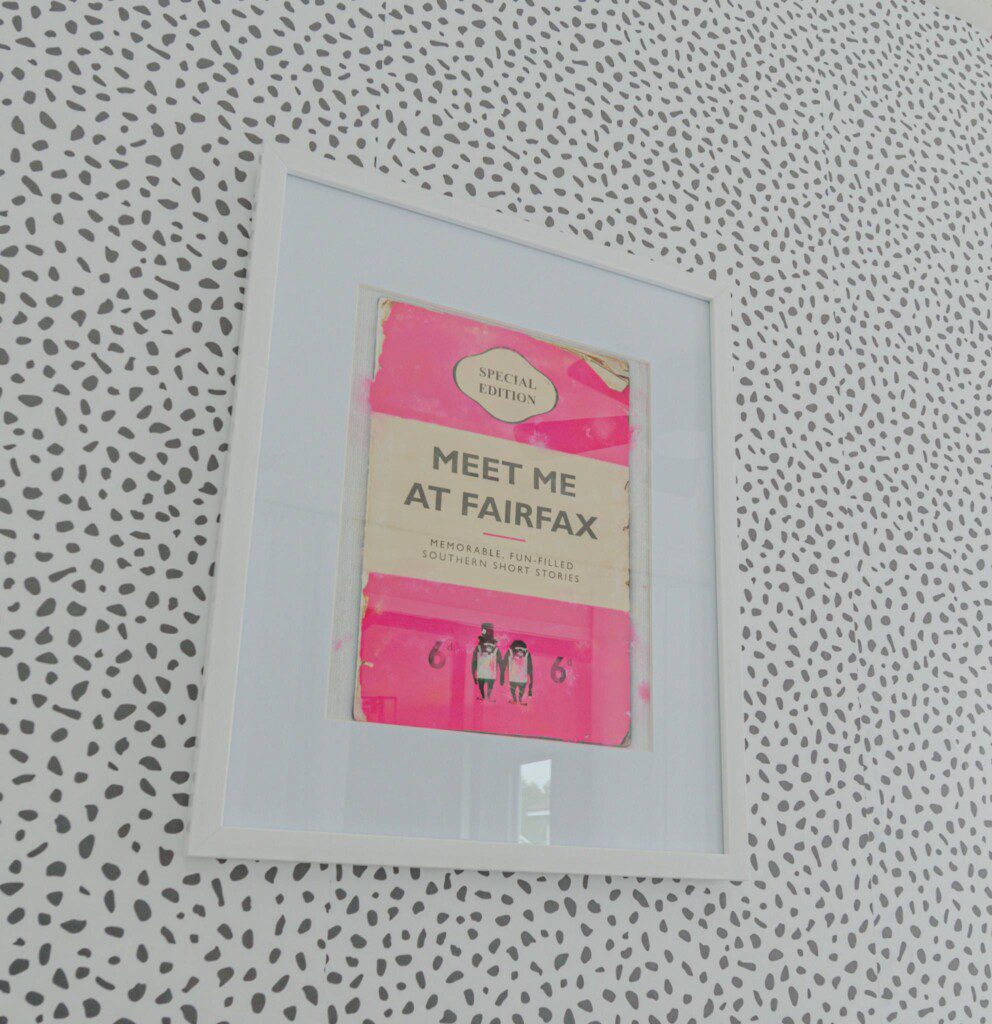 SPECIAL
EDITION
MEET ME
AT FAIRFAX
MEMORABLE, FUN-FILLED
SOUTHERN SHORT STORIES
6d 6d